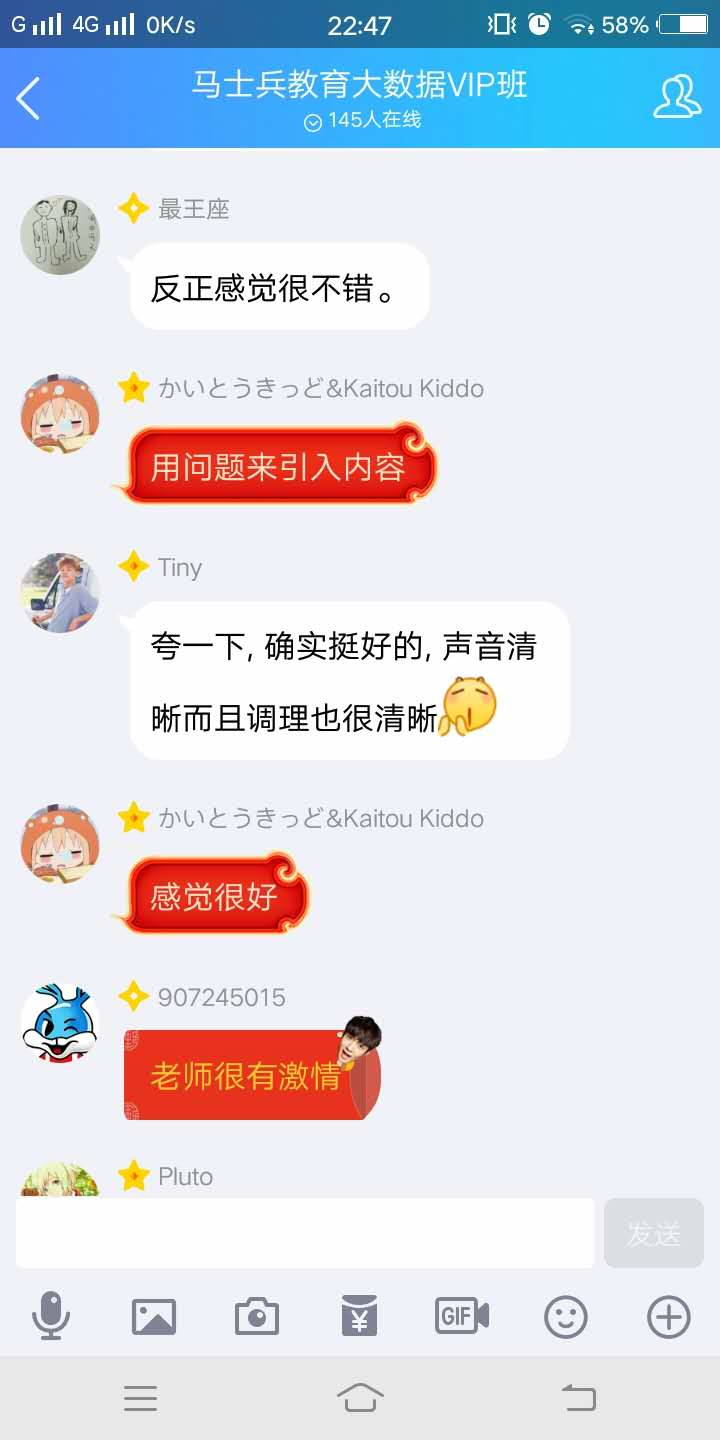 G 4G 0K/s 22:47 58%
马士兵教育大数据VIP班
145人在线
最王座
反正感觉很不错。
かいとうきっど&Kaitou Kiddo
用问题来引入内容
Tiny
夸一下, 确实挺好的, 声音清
晰而且调理也很清晰
かいとうきっど&Kaitou Kiddo
感觉很好
907245015
老师很有激情
Pluto
发送
GIF